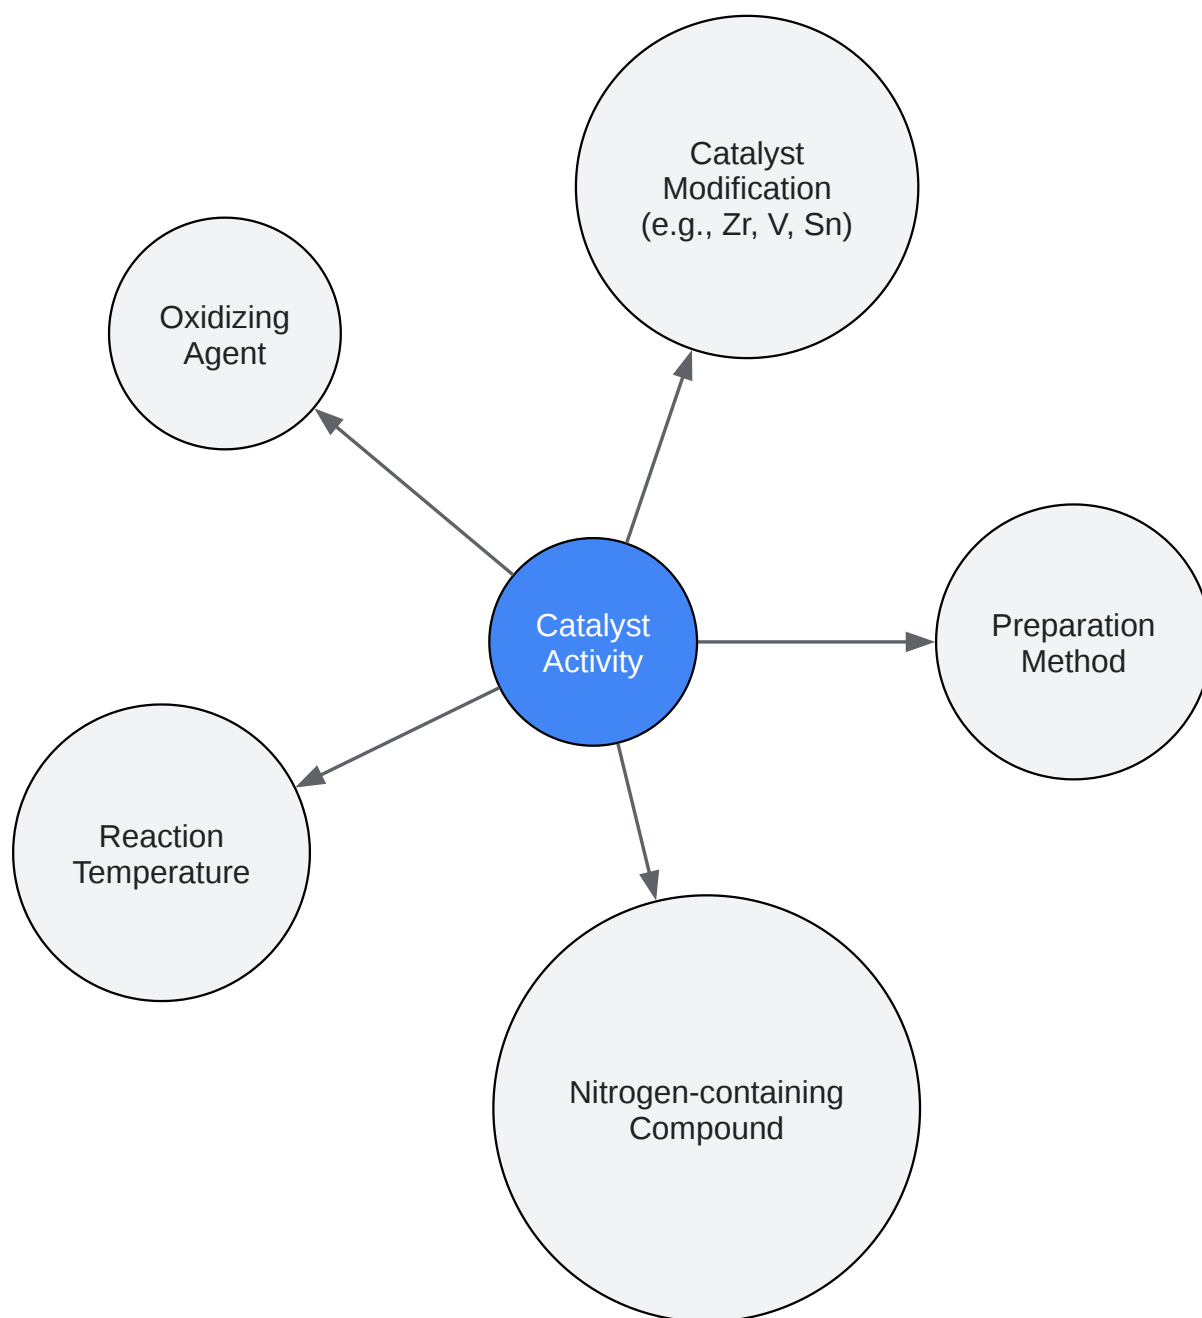 Catalyst
Modification
(e.g., Zr, V, Sn)
Oxidizing
Agent
Catalyst
Activity
Preparation
Method
Reaction
Temperature
Nitrogen-containing
Compound